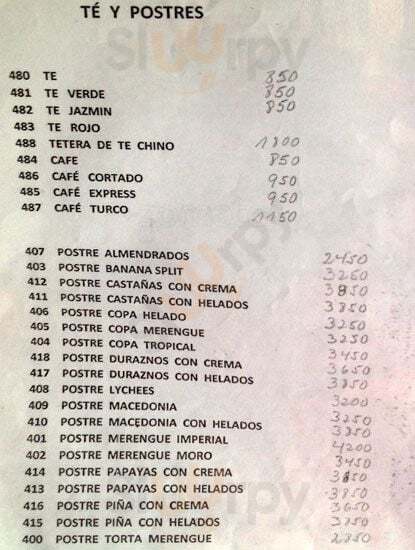 TÉ Y POSTRES
480 TE 850
481 TE VERDE 850
482 TE JAZMIN 850
483 TE ROJO
488 TETERA DE TE CHINO 1800
484 CAFE 850
486 CAFÉ CORTADO 950
485 CAFÉ EXPRESS 950
487 CAFÉ TURCO 1150
407 POSTRE ALMENDRADOS 2450
403 POSTRE BANANA SPLIT 3250
412 POSTRE CASTAÑAS CON CREMA 3850
411 POSTRE CASTAÑAS CON HELADOS 3850
406 POSTRE COPA HELADO 3250
405 POSTRE COPA MERENGUE 3250
404 POSTRE COPA TROPICAL 3450
418 POSTRE DURAZNOS CON CREMA 3650
417 POSTRE DURAZNOS CON HELADOS 3850
408 POSTRE LYCHEES 3200
409 POSTRE MACEDONIA 3250
410 POSTRE MACEDONIA CON HELADOS 3850
401 POSTRE MERENGUE IMPERIAL 4200
402 POSTRE MERENGUE MORO 3450
414 POSTRE PAPAYAS CON CREMA
413 POSTRE PAPAYAS CON HELADOS 3850
416 POSTRE PIÑA CON CREMA 3650
415 POSTRE PIÑA CON HELADOS 3850
400 POSTRE TORTA MERENGUE 2850